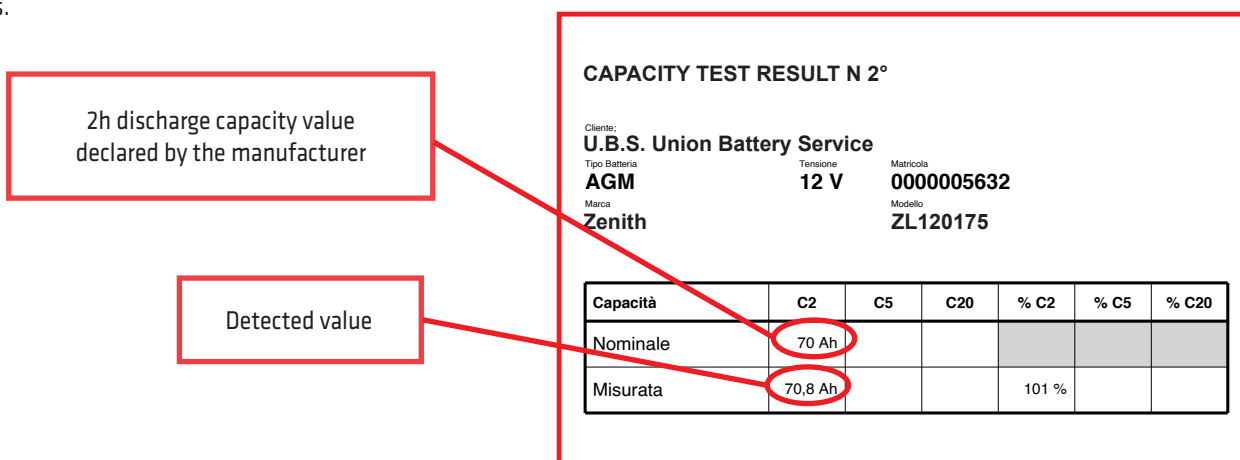 s.
2h discharge capacity value
declared by the manufacturer
Detected value
CAPACITY TEST RESULT N 2°
Cliente;
U.B.S. Union Battery Service
Tipo Batteria Tensione Matricola
AGM 12 V 0000005632
Marca Modello
Zenith ZL120175
Capacità C2 C5 C20 % C2 % C5 % C20
Nominale 70 Ah
Misurata 70,8 Ah 101 %